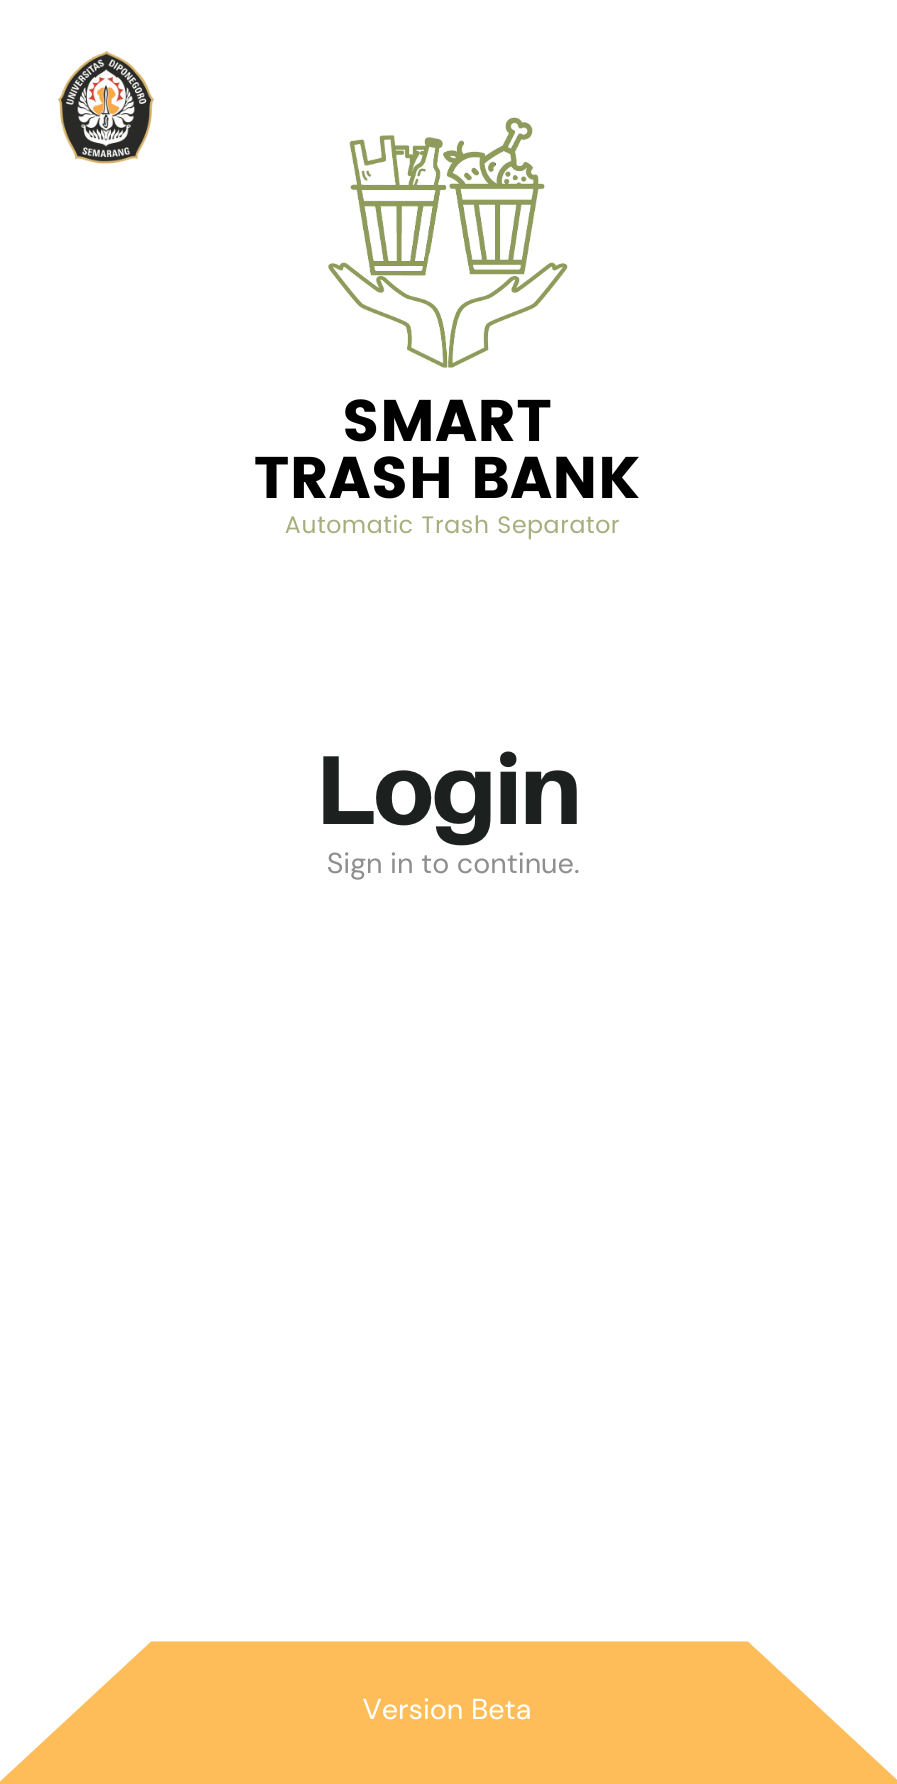 UNIVERSITAS DIPONEGORO
SEMARANG
SMART
TRASH BANK
Automatic Trash Separator
Login
Sign in to continue.
Version Beta